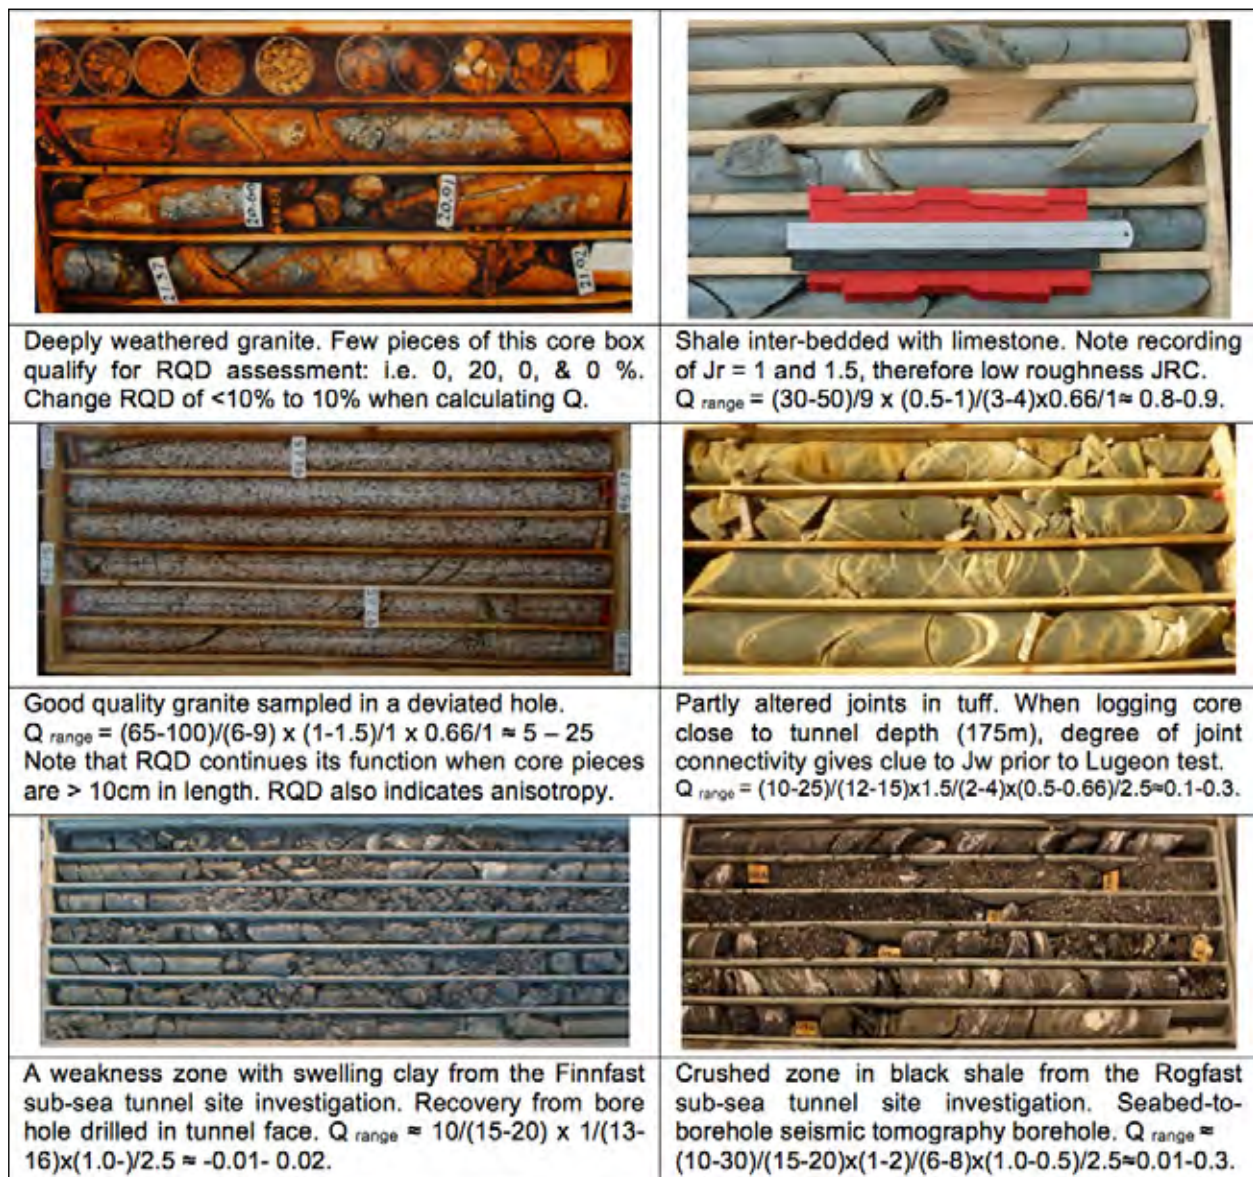 20.60
20.91
21.37
21.92
Deeply weathered granite. Few pieces of this core box
qualify for RQD assessment: i.e. 0, 20, 0, & 0 %.
Change RQD of <10% to 10% when calculating Q.
Shale inter-bedded with limestone. Note recording
of Jr = 1 and 1.5, therefore low roughness JRC.
Q range = (30-50)/9 x (0.5-1)/(3-4)x0.66/1≈ 0.8-0.9.
Good quality granite sampled in a deviated hole.
Q range = (65-100)/(6-9) x (1-1.5)/1 x 0.66/1 ≈ 5 – 25
Note that RQD continues its function when core pieces
are > 10cm in length. RQD also indicates anisotropy.
Partly altered joints in tuff. When logging core
close to tunnel depth (175m), degree of joint
connectivity gives clue to Jw prior to Lugeon test.
Q range = (10-25)/(12-15)x1.5/(2-4)x(0.5-0.66)/2.5≈0.1-0.3.
A weakness zone with swelling clay from the Finnfast
sub-sea tunnel site investigation. Recovery from bore
hole drilled in tunnel face. Q range ≈ 10/(15-20) x 1/(13-
16)x(1.0-)/2.5 ≈ -0.01- 0.02.
Crushed zone in black shale from the Rogfast
sub-sea tunnel site investigation. Seabed-to-
borehole seismic tomography borehole. Q range ≈
(10-30)/(15-20)x(1-2)/(6-8)x(1.0-0.5)/2.5≈0.01-0.3.